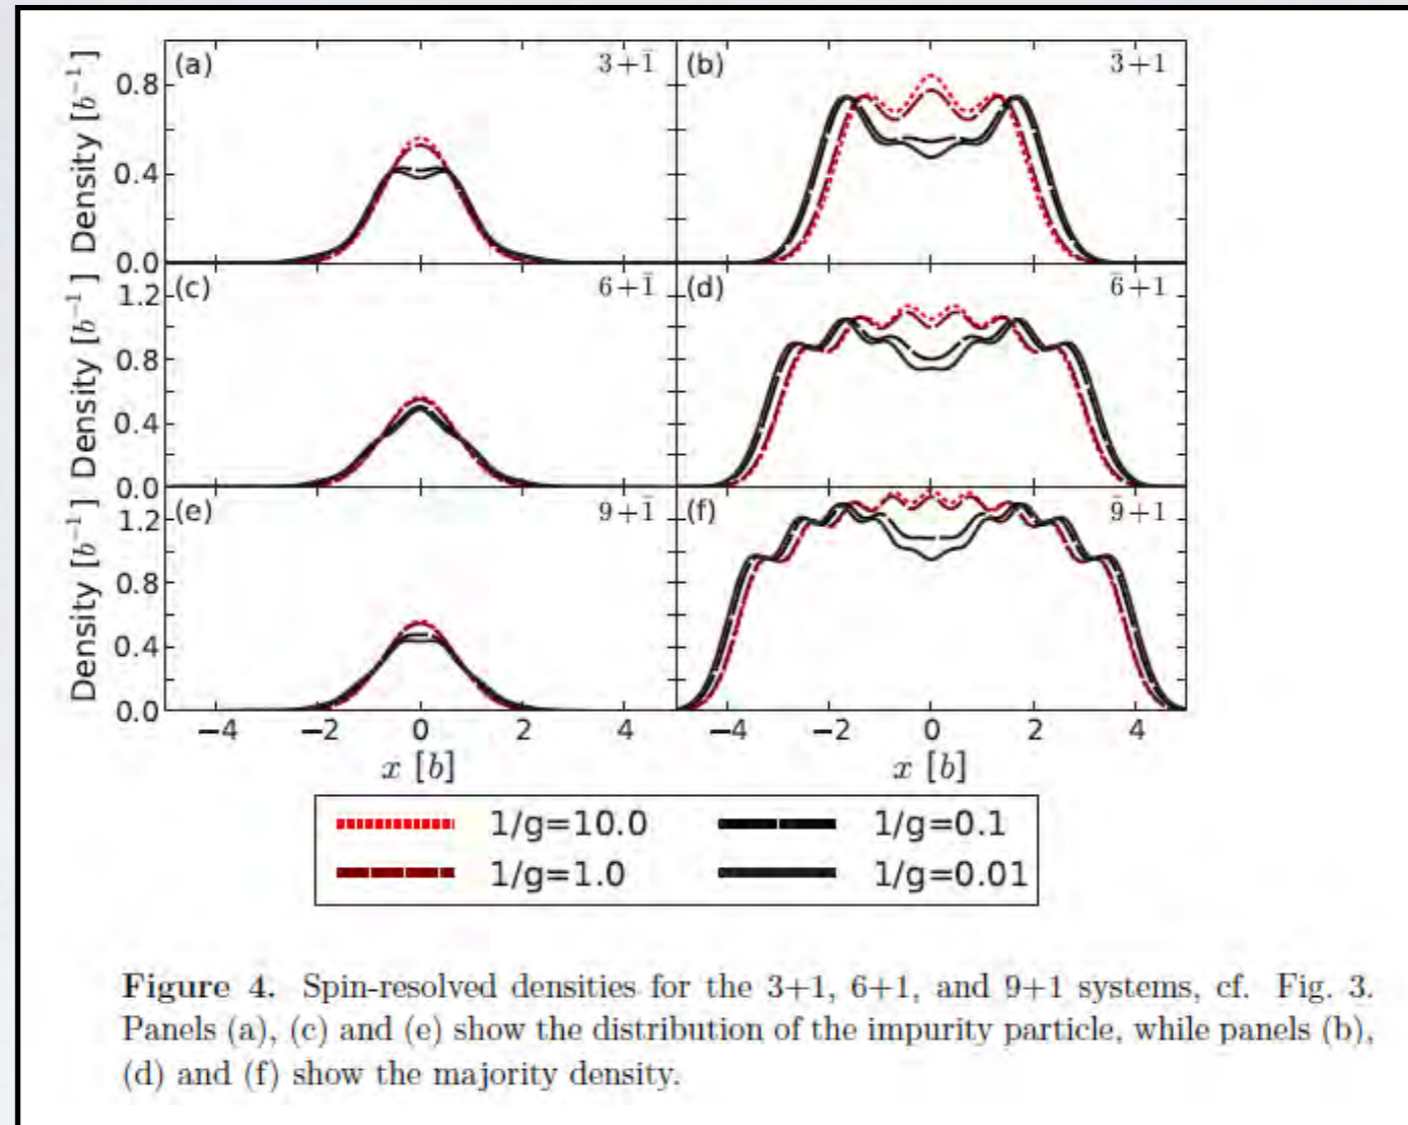 (a) 3+1̄ (b) 3̄+1
Density [b⁻¹] 0.8 0.4 0.0
(c) 6+1̄ (d) 6̄+1
Density [b⁻¹] 1.2 0.8 0.4 0.0
(e) 9+1̄ (f) 9̄+1
Density [b⁻¹] 1.2 0.8 0.4 0.0
−4 −2 0 2 4 −4 −2 0 2 4
x [b] x [b]
1/g=10.0 1/g=0.1
1/g=1.0 1/g=0.01
Figure 4. Spin-resolved densities for the 3+1, 6+1, and 9+1 systems, cf. Fig. 3.
Panels (a), (c) and (e) show the distribution of the impurity particle, while panels (b),
(d) and (f) show the majority density.